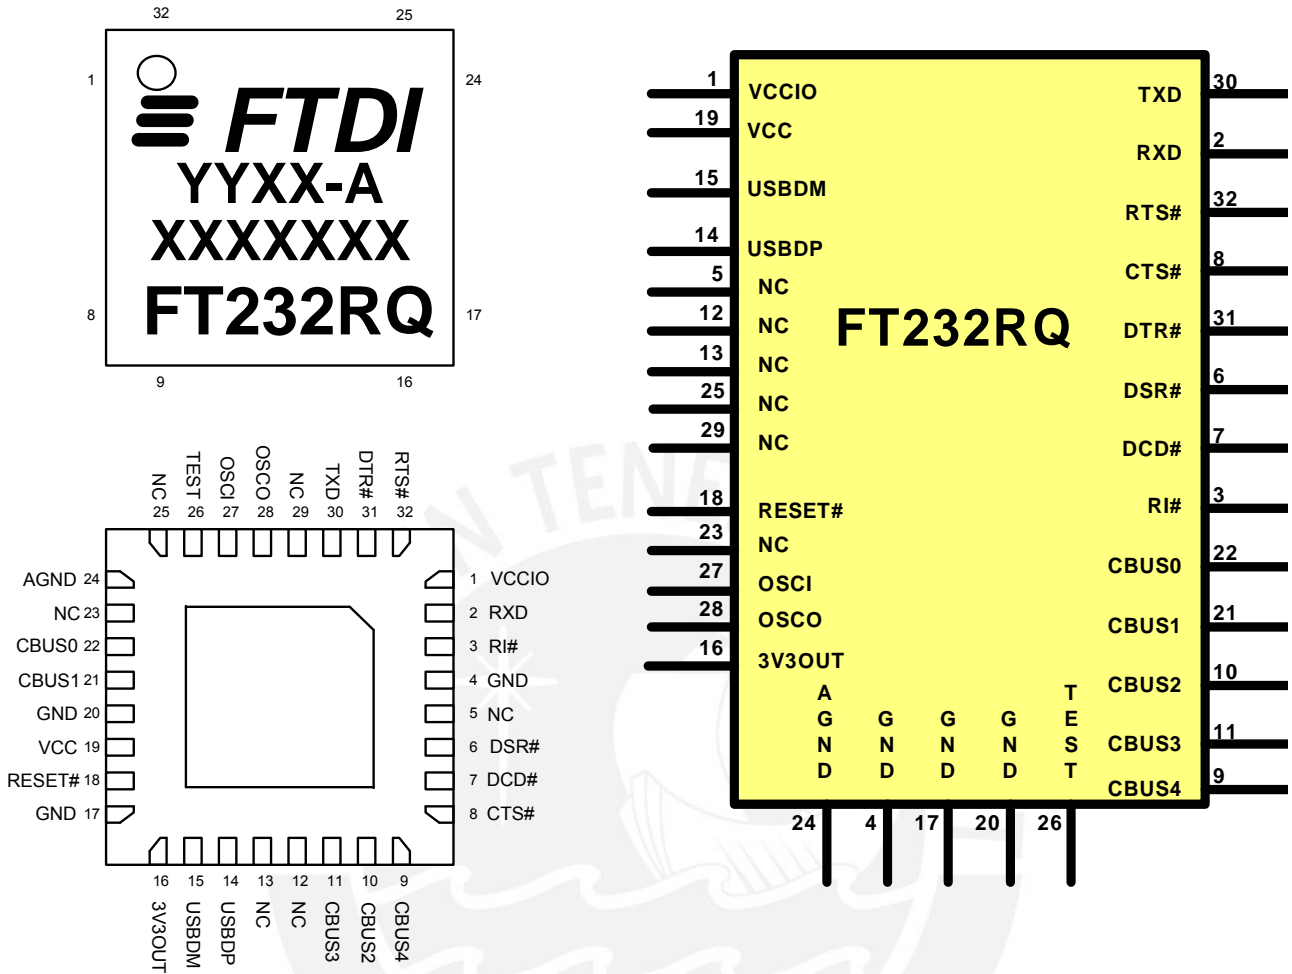 32 25
1 24
FTDI
YYXX-A
XXXXXXX
FT232RQ
8 17
9 16
NC TEST OSCI OSCO NC TXD DTR# RTS#
25 26 27 28 29 30 31 32
AGND 24 1 VCCIO
NC 23 2 RXD
CBUS0 22 3 RI#
CBUS1 21 4 GND
GND 20 5 NC
VCC 19 6 DSR#
RESET# 18 7 DCD#
GND 17 8 CTS#
16 15 14 13 12 11 10 9
3V3OUT USBDM USBDP NC NC CBUS3 CBUS2 CBUS4
1 VCCIO
19 VCC
15 USBDM
14 USBDP
5 NC
12 NC
13 NC
25 NC
29 NC
18 RESET#
23 NC
27 OSCI
28 OSCO
16 3V3OUT
FT232RQ
TXD 30
RXD 2
RTS# 32
CTS# 8
DTR# 31
DSR# 6
DCD# 7
RI# 3
CBUS0 22
CBUS1 21
CBUS2 10
CBUS3 11
CBUS4 9
AGND GND GND GND TEST
24 4 17 20 26
TEN